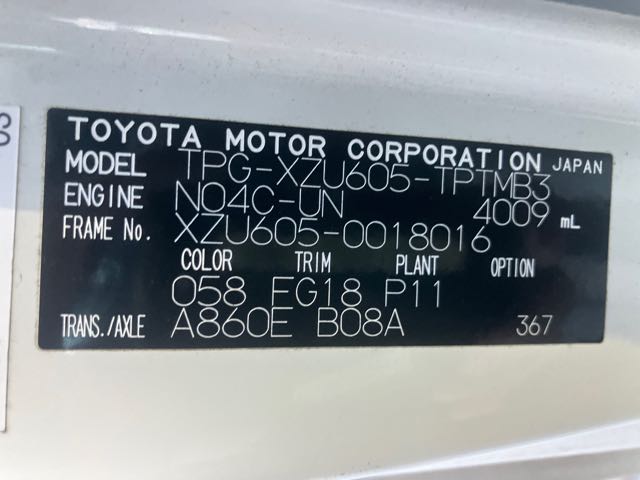 TOYOTA MOTOR CORPORATION JAPAN
MODEL TPG-XZU605-TPTMB3
ENGINE N04C-UN 4009 mL
FRAME No. XZU605-0018016
COLOR TRIM PLANT OPTION
058 FG18 P11
TRANS./AXLE A860E B08A 367